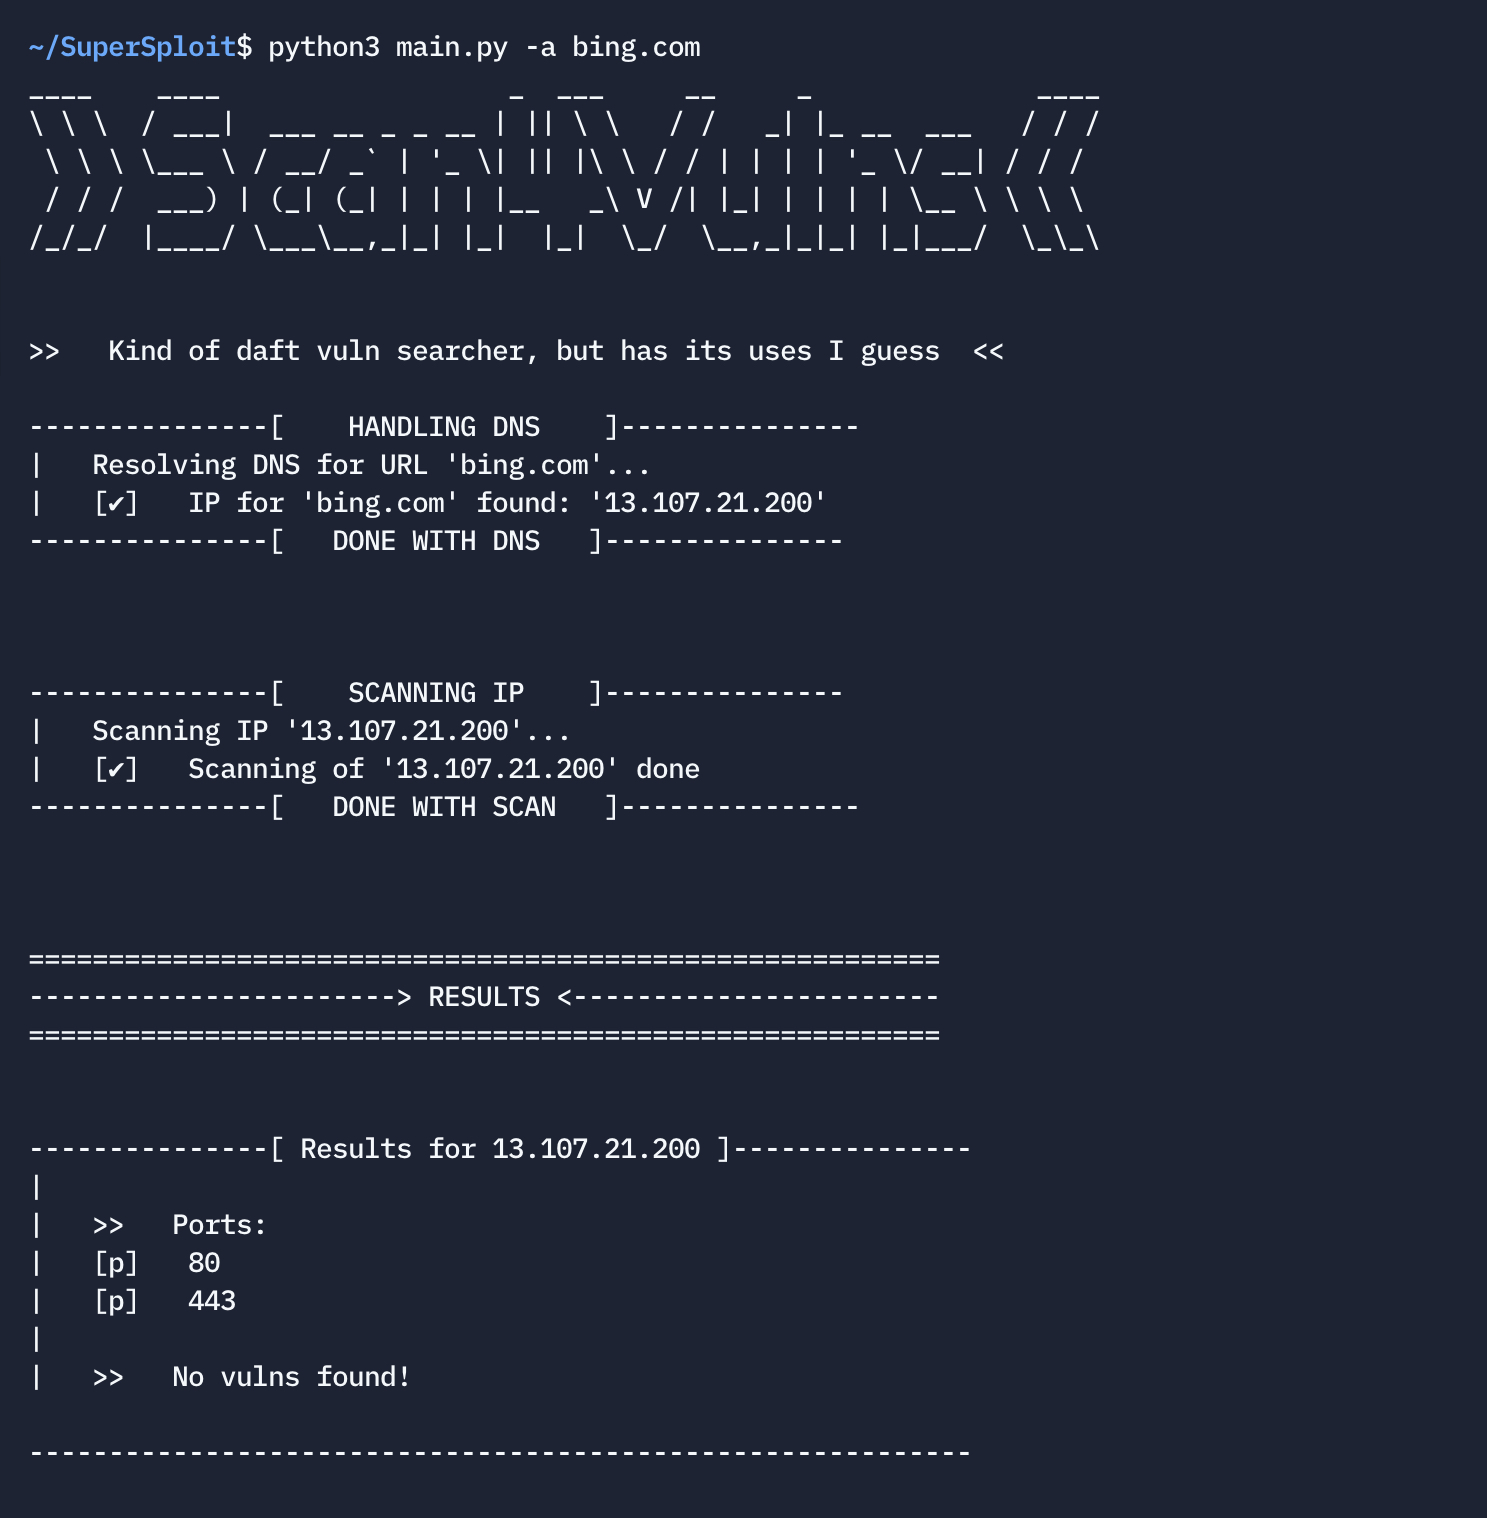 ~/SuperSploit$ python3 main.py -a bing.com
____    ____                  _  ___     __     _              ____
\ \ \  / ___|  ___ __ _ _ __ | || \ \   / /   _| |_ __  ___   / / /
 \ \ \ \___ \ / __/ _` | '_ \| || |\ \ / / | | | | '_ \/ __| / / /
 / / /  ___) | (_| (_| | | | |__   _\ V /| |_| | | | | \__ \ \ \ \
/_/_/  |____/ \___\__,_|_| |_|  |_|  \_/  \__,_|_|_| |_|___/  \_\_\
>>   Kind of daft vuln searcher, but has its uses I guess  <<
---------------[    HANDLING DNS    ]---------------
|   Resolving DNS for URL 'bing.com'...
|   [✔]   IP for 'bing.com' found: '13.107.21.200'
---------------[   DONE WITH DNS   ]---------------
---------------[    SCANNING IP    ]---------------
|   Scanning IP '13.107.21.200'...
|   [✔]   Scanning of '13.107.21.200' done
---------------[   DONE WITH SCAN   ]---------------
=========================================================
-----------------------> RESULTS <-----------------------
=========================================================
---------------[ Results for 13.107.21.200 ]---------------
|
|   >>   Ports:
|   [p]   80
|   [p]   443
|
|   >>   No vulns found!
-----------------------------------------------------------